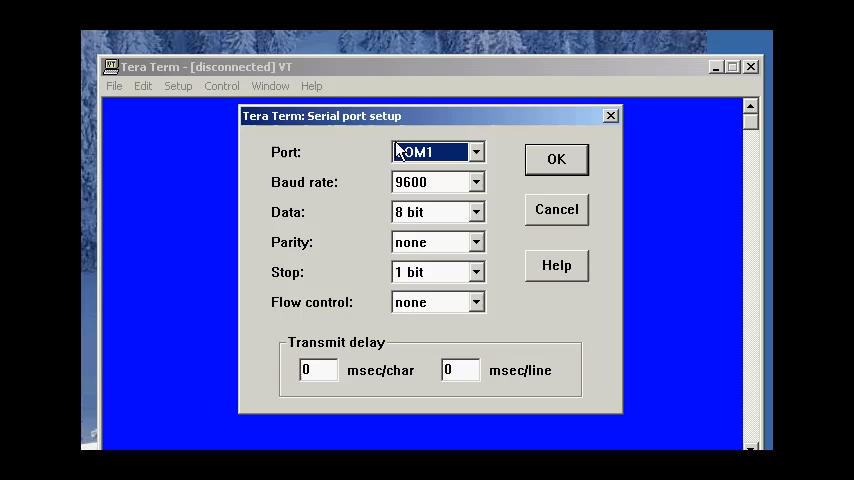 VT
Tera Term - [disconnected] VT
File Edit Setup Control Window Help
Tera Term: Serial port setup
Port: COM1
OK
Baud rate: 9600
Data: 8 bit
Cancel
Parity: none
Stop: 1 bit
Help
Flow control: none
Transmit delay
0 msec/char 0 msec/line